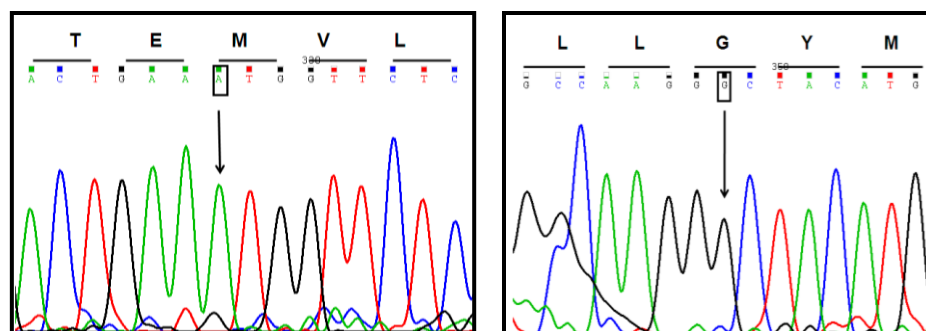 T E M V L
330
A C T G A A A T G G T T C T C
L L G Y M
350
G C C A A G G G C T A C A T G